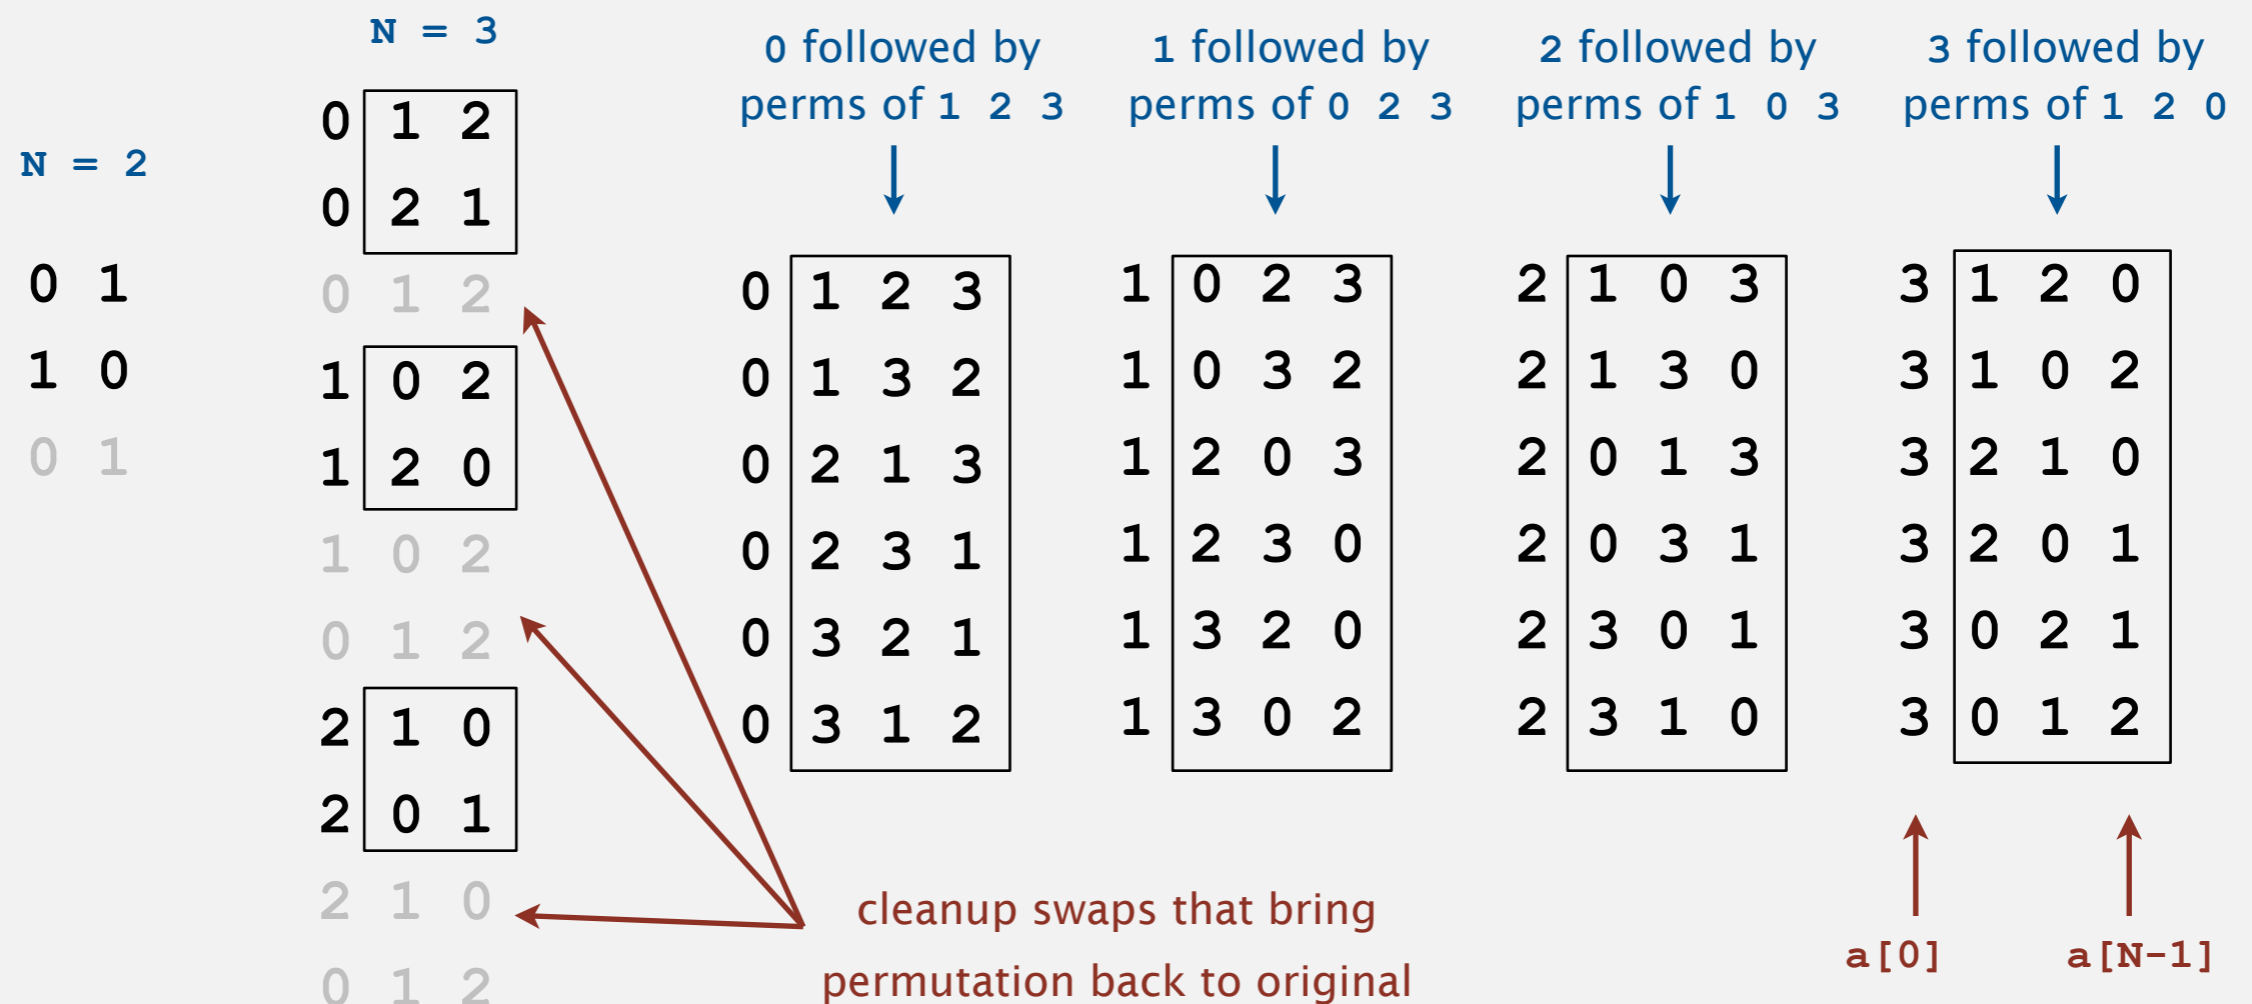 N = 2
0 1
1 0
0 1
N = 3
0 1 2
0 2 1
0 1 2
1 0 2
1 2 0
1 0 2
0 1 2
2 1 0
2 0 1
2 1 0
0 1 2
0 followed by
perms of 1 2 3
0 1 2 3
0 1 3 2
0 2 1 3
0 2 3 1
0 3 2 1
0 3 1 2
1 followed by
perms of 0 2 3
1 0 2 3
1 0 3 2
1 2 0 3
1 2 3 0
1 3 2 0
1 3 0 2
2 followed by
perms of 1 0 3
2 1 0 3
2 1 3 0
2 0 1 3
2 0 3 1
2 3 0 1
2 3 1 0
3 followed by
perms of 1 2 0
3 1 2 0
3 1 0 2
3 2 1 0
3 2 0 1
3 0 2 1
3 0 1 2
cleanup swaps that bring
permutation back to original
a[0]
a[N-1]